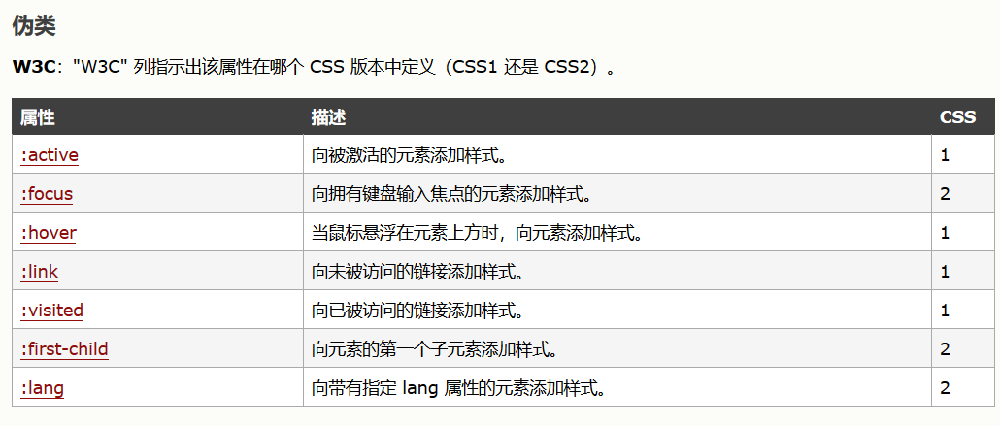 伪类
W3C："W3C" 列指示出该属性在哪个 CSS 版本中定义（CSS1 还是 CSS2）。
属性 描述 CSS
:active 向被激活的元素添加样式。 1
:focus 向拥有键盘输入焦点的元素添加样式。 2
:hover 当鼠标悬浮在元素上方时，向元素添加样式。 1
:link 向未被访问的链接添加样式。 1
:visited 向已被访问的链接添加样式。 1
:first-child 向元素的第一个子元素添加样式。 2
:lang 向带有指定 lang 属性的元素添加样式。 2